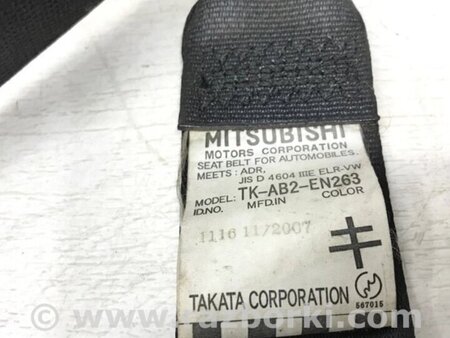 MITSUBISHI
MOTORS CORPORATION
SEAT BELT FOR AUTOMOBILES.
MEETS: ADR,
JIS D 4604 IIIE ELR-VW
MODEL: TK-AB2-EN263
ID.NO. MFD.IN COLOR
1116 11/2007
TAKATA CORPORATION
567015
www.razborki.com